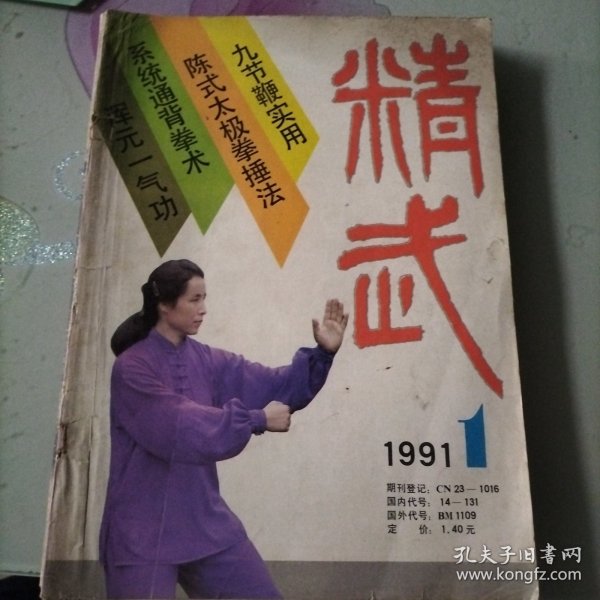 精武
九节鞭实用
陈式太极拳捶法
系统通背拳术
浑元一气功
1991 1
期刊登记：CN 23—1016
国内代号：14—131
国外代号：BM 1109
定 价：1.40元
孔夫子旧书网
www.kongfz.com